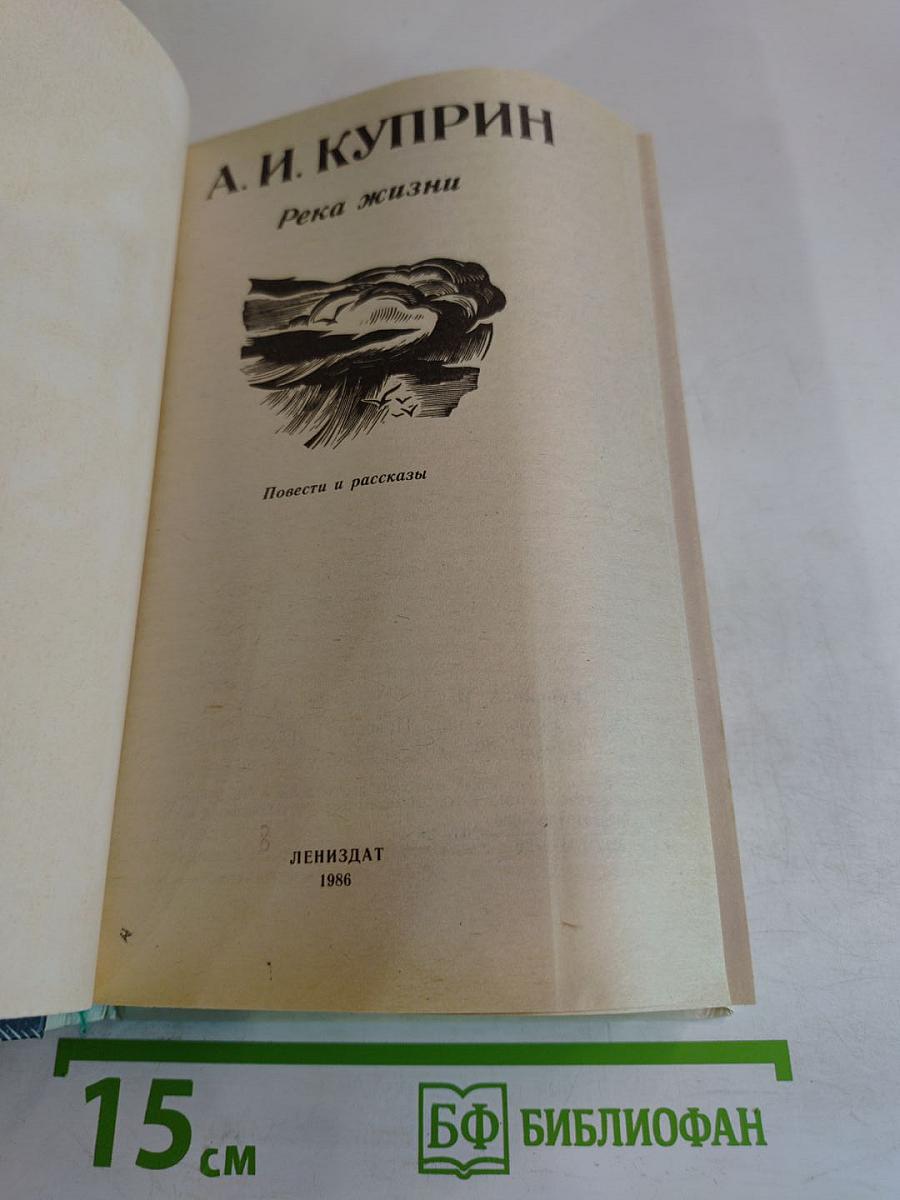 А. И. КУПРИН
Река жизни
Повести и рассказы
В
ЛЕНИЗДАТ
1986
15 см
БФ БИБЛИОФАН